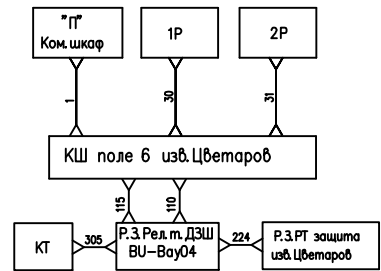 "П"
Ком. шкаф
1Р
2Р
1
30
31
КШ поле 6 изв. Цветаров
115
110
КТ
305
Р.З. Рел. т. ДЗШ
BU-Bay04
224
Р.З.РТ защита
изв. Цветаров